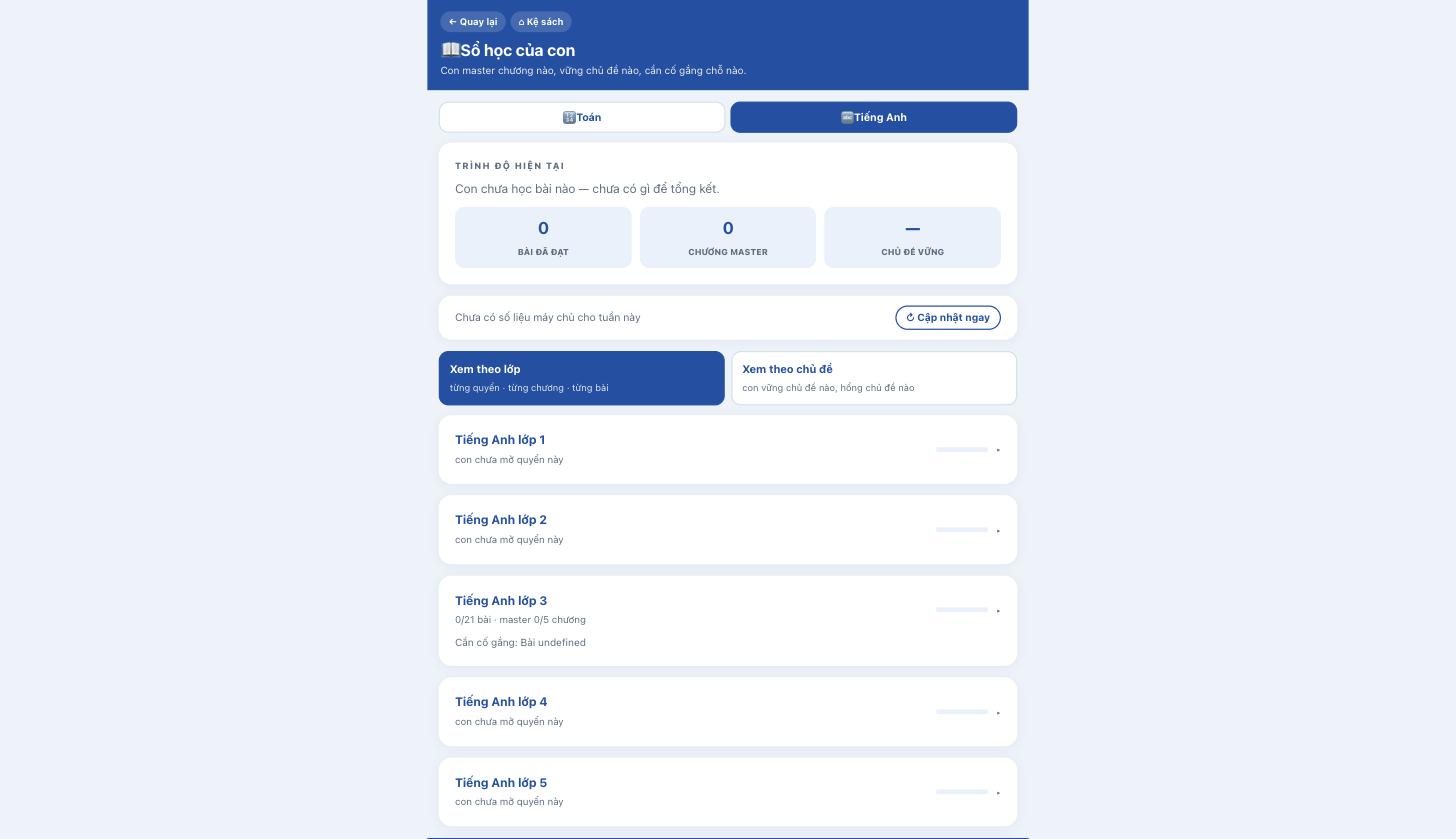 ← Quay lại ⌂ Kệ sách
📖Sổ học của con
Con master chương nào, vững chủ đề nào, cần cố gắng chỗ nào.
🔢Toán
🔤Tiếng Anh
TRÌNH ĐỘ HIỆN TẠI
Con chưa học bài nào — chưa có gì để tổng kết.
0
BÀI ĐÃ ĐẠT
0
CHƯƠNG MASTER
—
CHỦ ĐỀ VỮNG
Chưa có số liệu máy chủ cho tuần này
↻ Cập nhật ngay
Xem theo lớp
từng quyển · từng chương · từng bài
Xem theo chủ đề
con vững chủ đề nào, hổng chủ đề nào
Tiếng Anh lớp 1
con chưa mở quyển này
Tiếng Anh lớp 2
con chưa mở quyển này
Tiếng Anh lớp 3
0/21 bài · master 0/5 chương
Cần cố gắng: Bài undefined
Tiếng Anh lớp 4
con chưa mở quyển này
Tiếng Anh lớp 5
con chưa mở quyển này